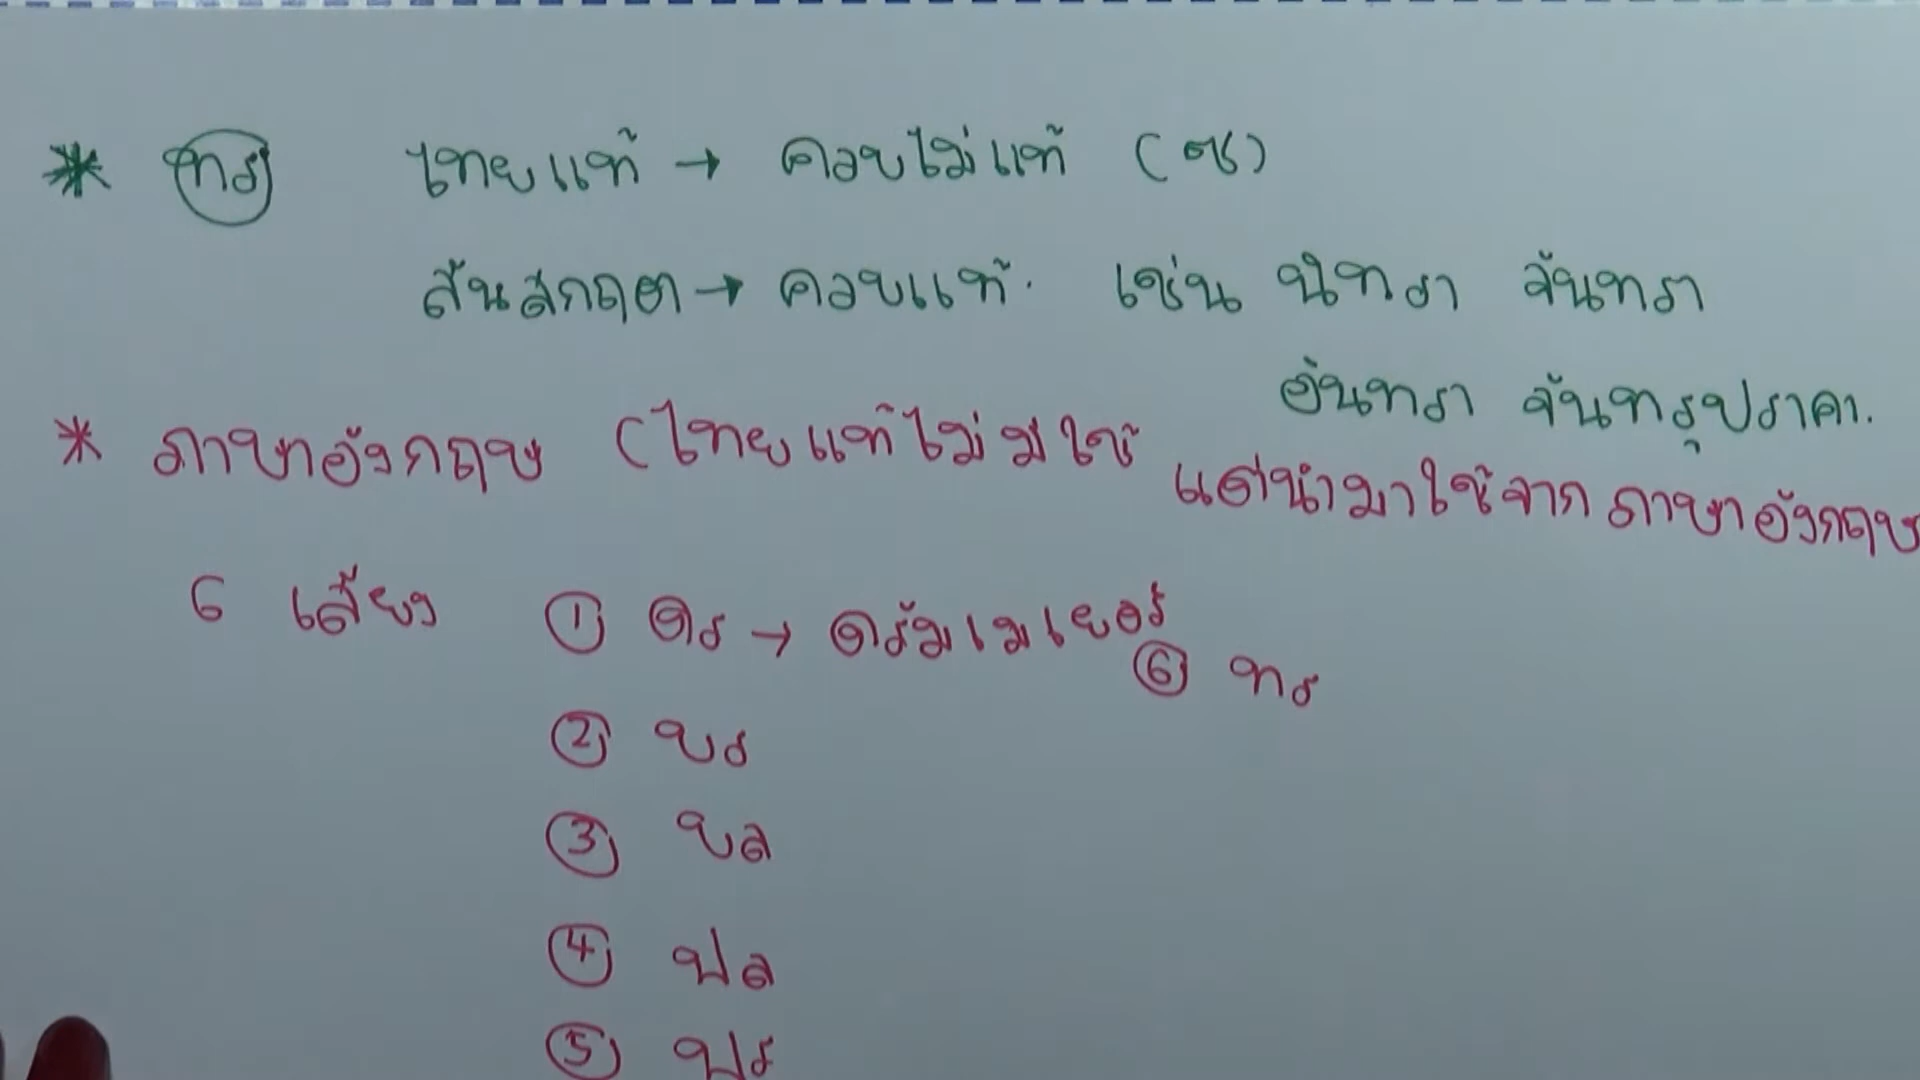 * ทร ไทยแท้ → ควบไม่แท้ (ซ)
สันสกฤต → ควบแท้. เช่น นิทรา จันทรา
อินทรา จันทรุปราคา.
* ภาษาอังกฤษ (ไทยแท้ไม่มีใช้
แต่นำมาใช้จากภาษาอังกฤษ
6 เสียง ① ดร → ดรัมเมเยอร์
⑥ ทร
② บร
③ บล
④ ฟล
⑤ ฟร